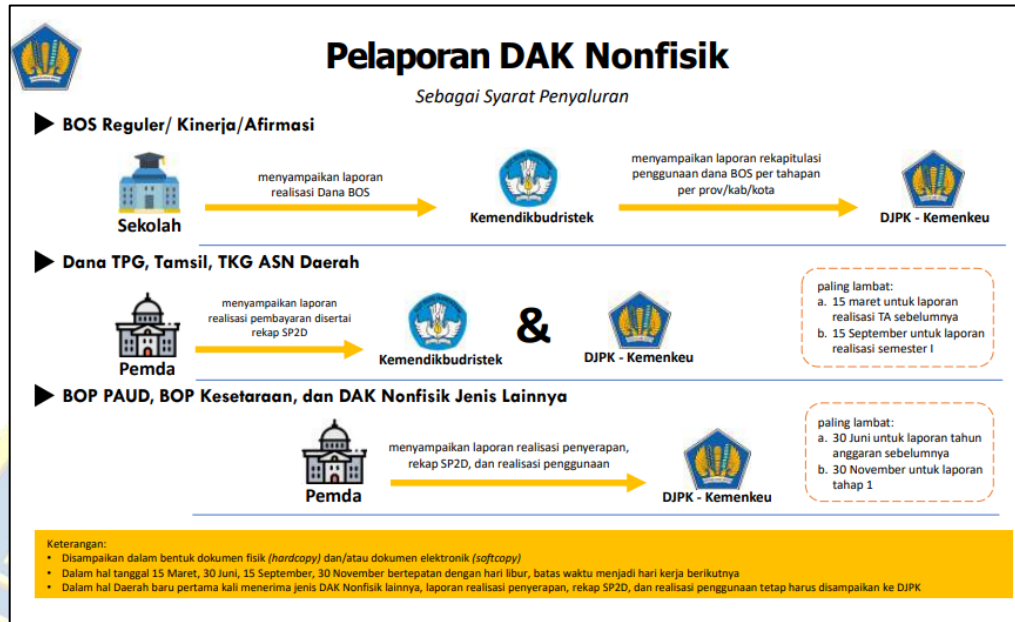 Pelaporan DAK Nonfisik
Sebagai Syarat Penyaluran
BOS Reguler/ Kinerja/Afirmasi
Sekolah
menyampaikan laporan
realisasi Dana BOS
Kemendikbudristek
menyampaikan laporan rekapitulasi
penggunaan dana BOS per tahapan
per prov/kab/kota
DJPK - Kemenkeu
Dana TPG, Tamsil, TKG ASN Daerah
Pemda
menyampaikan laporan
realisasi pembayaran disertai
rekap SP2D
Kemendikbudristek
&
DJPK - Kemenkeu
paling lambat:
a. 15 maret untuk laporan
realisasi TA sebelumnya
b. 15 September untuk laporan
realisasi semester I
BOP PAUD, BOP Kesetaraan, dan DAK Nonfisik Jenis Lainnya
Pemda
menyampaikan laporan realisasi penyerapan,
rekap SP2D, dan realisasi penggunaan
DJPK - Kemenkeu
paling lambat:
a. 30 Juni untuk laporan tahun
anggaran sebelumnya
b. 30 November untuk laporan
tahap 1
Keterangan:
• Disampaikan dalam bentuk dokumen fisik (hardcopy) dan/atau dokumen elektronik (softcopy)
• Dalam hal tanggal 15 Maret, 30 Juni, 15 September, 30 November bertepatan dengan hari libur, batas waktu menjadi hari kerja berikutnya
• Dalam hal Daerah baru pertama kali menerima jenis DAK Nonfisik lainnya, laporan realisasi penyerapan, rekap SP2D, dan realisasi penggunaan tetap harus disampaikan ke DJPK